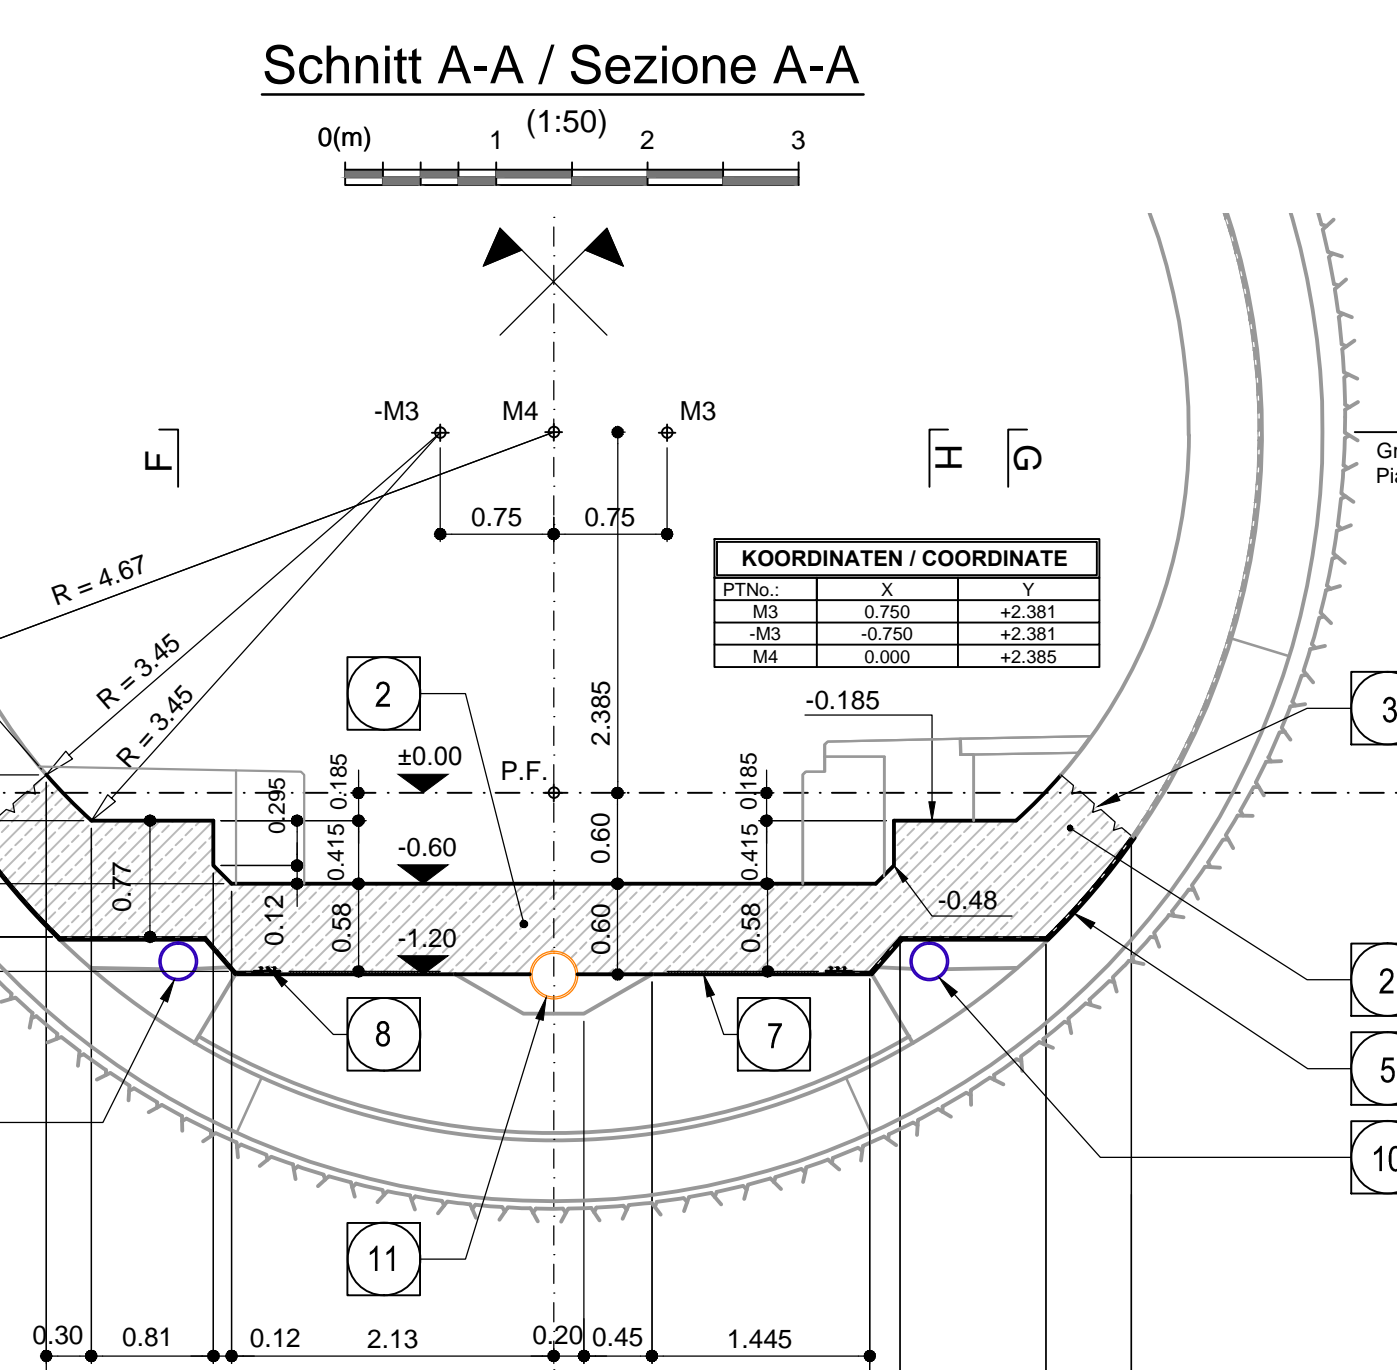 Schnitt A-A / Sezione A-A
(1:50)
0(m) 1 2 3
-M3 M4 M3
F H G
0.75 0.75
R = 4.67
R = 3.45
R = 3.45
KOORDINATEN / COORDINATE
PTNo.: X Y
M3 0.750 +2.381
-M3 -0.750 +2.381
M4 0.000 +2.385
2
2.385
-0.185
3
±0.00
P.F.
0.185
0.185
0.295
0.415
0.60
0.415
-0.60
0.77
0.12
0.58
0.60
0.58
-0.48
-1.20
2
8
7
5
10
11
0.30 0.81 0.12 2.13 0.20 0.45 1.445